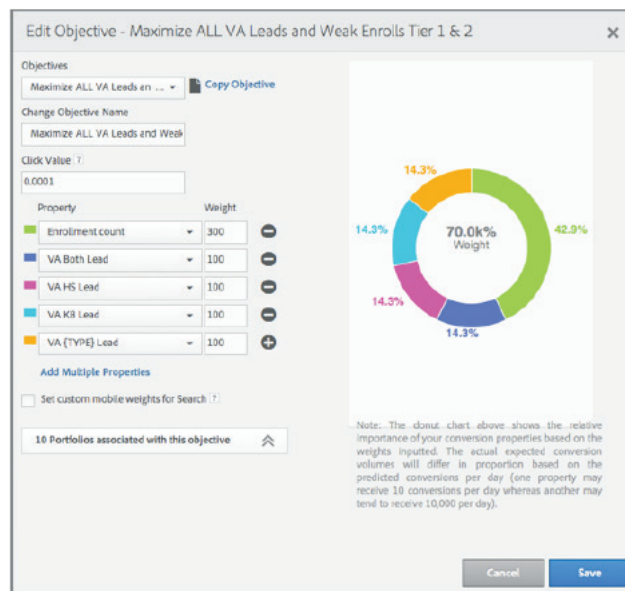 Edit Objective - Maximize ALL VA Leads and Weak Enrolls Tier 1 & 2
Objectives
Maximize ALL VA Leads an ...
Copy Objective
Change Objective Name
Maximize ALL VA Leads and Weak
Click Value ?
0.0001
Property Weight
Enrollment count 300
VA Both Lead 100
VA HS Lead 100
VA K8 Lead 100
VA {TYPE} Lead 100
Add Multiple Properties
Set custom mobile weights for Search ?
10 Portfolios associated with this objective
14.3%
14.3%
70.0k%
Weight
42.9%
14.3%
14.3%
Note: The donut chart above shows the relative
importance of your conversion properties based on the
weights inputted. The actual expected conversion
volumes will differ in proportion based on the
predicted conversions per day (one property may
receive 10 conversions per day whereas another may
tend to receive 10,000 per day).
Cancel
Save